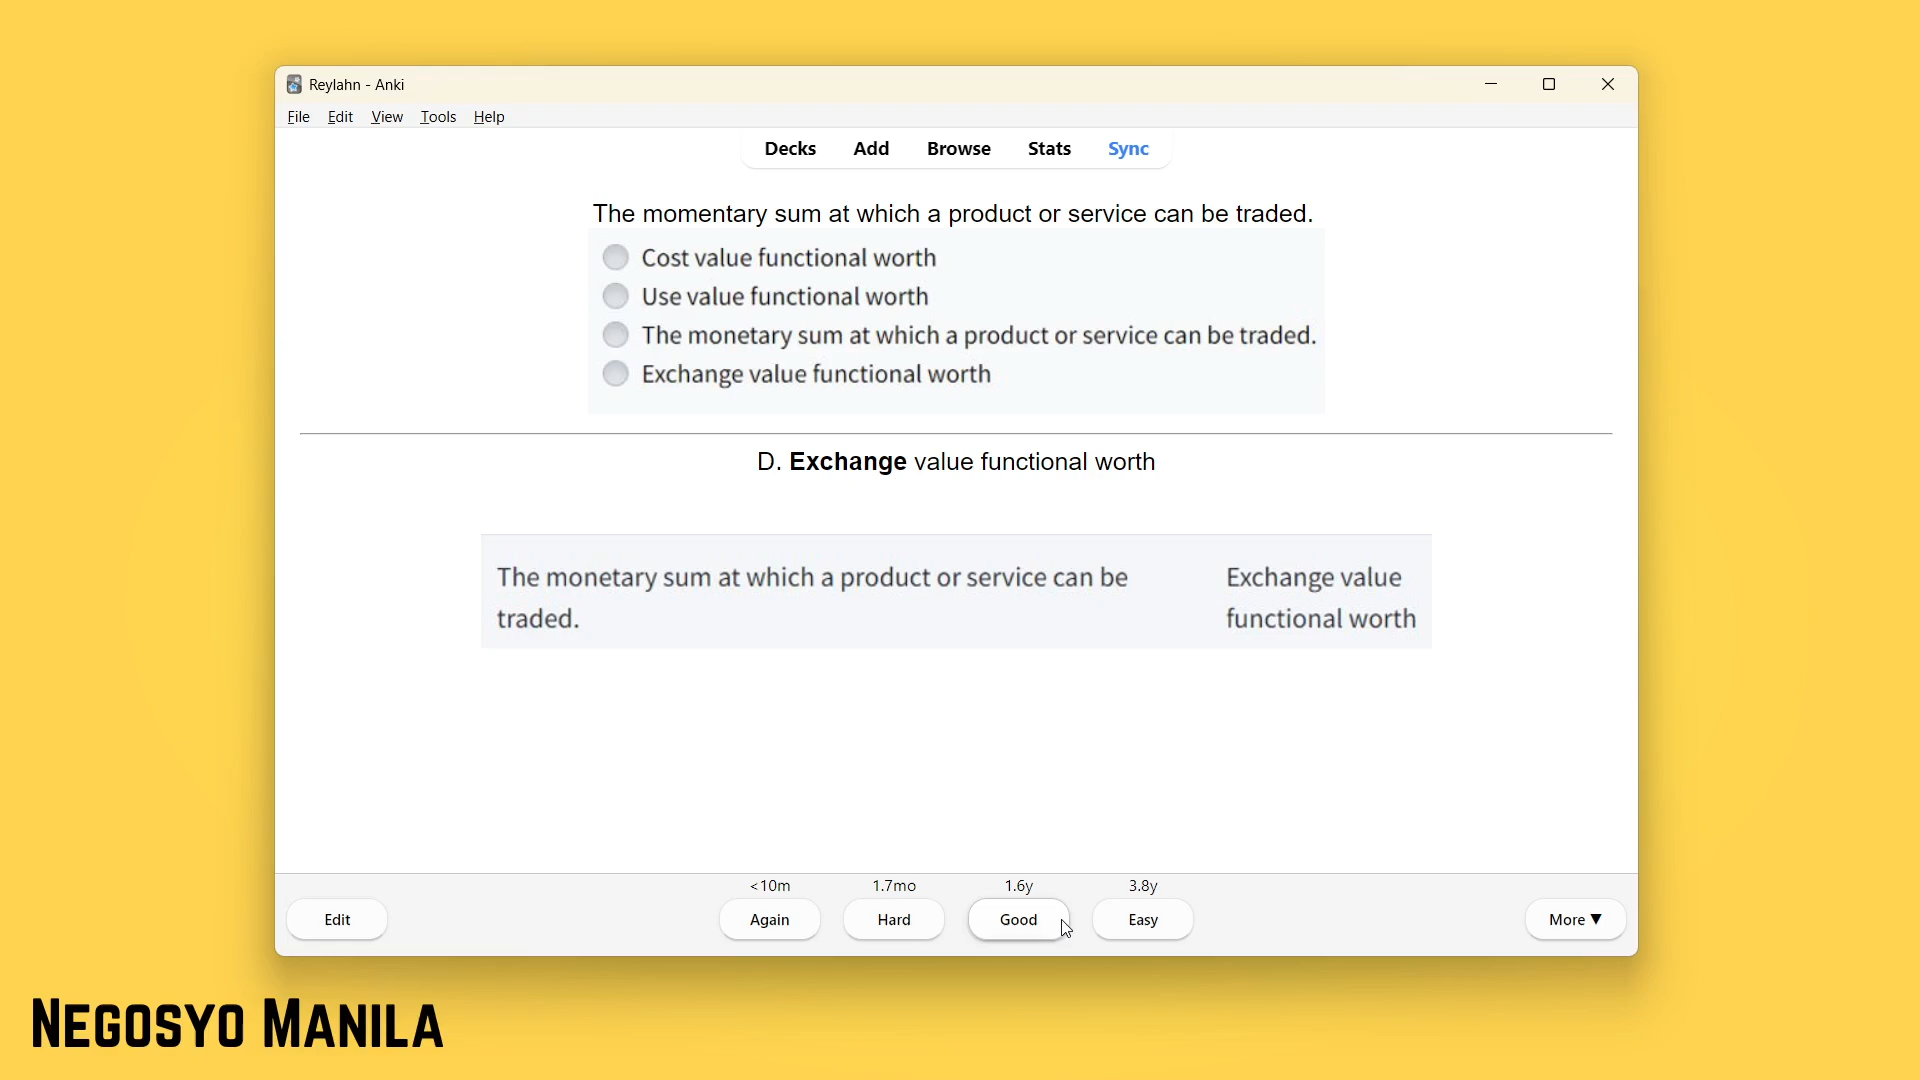 Reylahn - Anki
File Edit View Tools Help
Decks Add Browse Stats Sync
The momentary sum at which a product or service can be traded.
Cost value functional worth
Use value functional worth
The monetary sum at which a product or service can be traded.
Exchange value functional worth
D. Exchange value functional worth
The monetary sum at which a product or service can be
traded.
Exchange value
functional worth
<10m 1.7mo 1.6y 3.8y
Edit Again Hard Good Easy More ▼
NEGOSYO MANILA